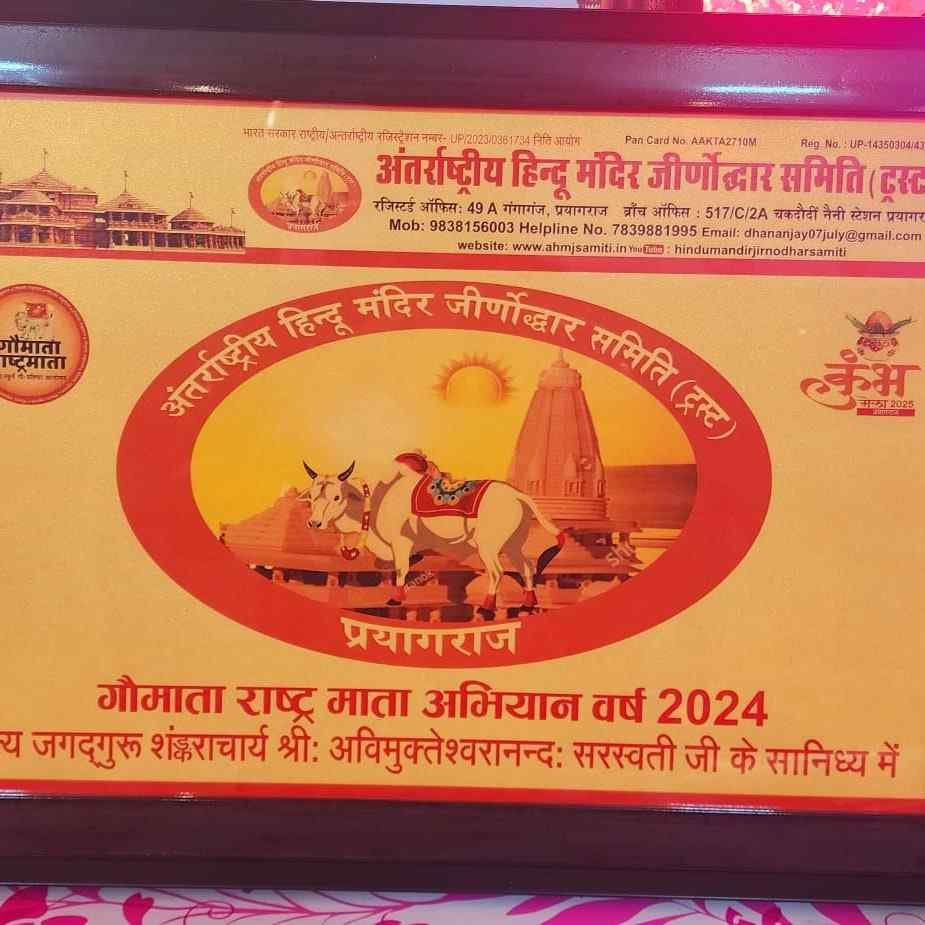 भारत सरकार राष्ट्रीय/अन्तर्राष्ट्रीय रजिस्ट्रेशन नम्बर- UP/2023/0361734 निति आयोग Pan Card No. AAKTA2710M Reg. No. : UP-14350304/43
अंतर्राष्ट्रीय हिन्दू मंदिर जीर्णोद्धार समिति (ट्रस्ट
रजिस्टर्ड ऑफिस: 49 A गंगागंज, प्रयागराज ब्राँच ऑफिस : 517/C/2A चकदौदीं नैनी स्टेशन प्रयागर
Mob: 9838156003 Helpline No. 7839881995 Email: dhananjay07july@gmail.com
website: www.ahmjsamiti.in YouTube : hindumandirjirnodharsamiti
गौमाता
राष्ट्रमाता
कुंभ
मेला 2025
प्रयागराज
अंतर्राष्ट्रीय हिन्दू मंदिर जीर्णोद्धार समिति (ट्रस्ट)
प्रयागराज
गौमाता राष्ट्र माता अभियान वर्ष 2024
्य जगद्गुरू शंङ्कराचार्य श्री: अविमुक्तेश्वरानन्द: सरस्वती जी के सानिध्य में